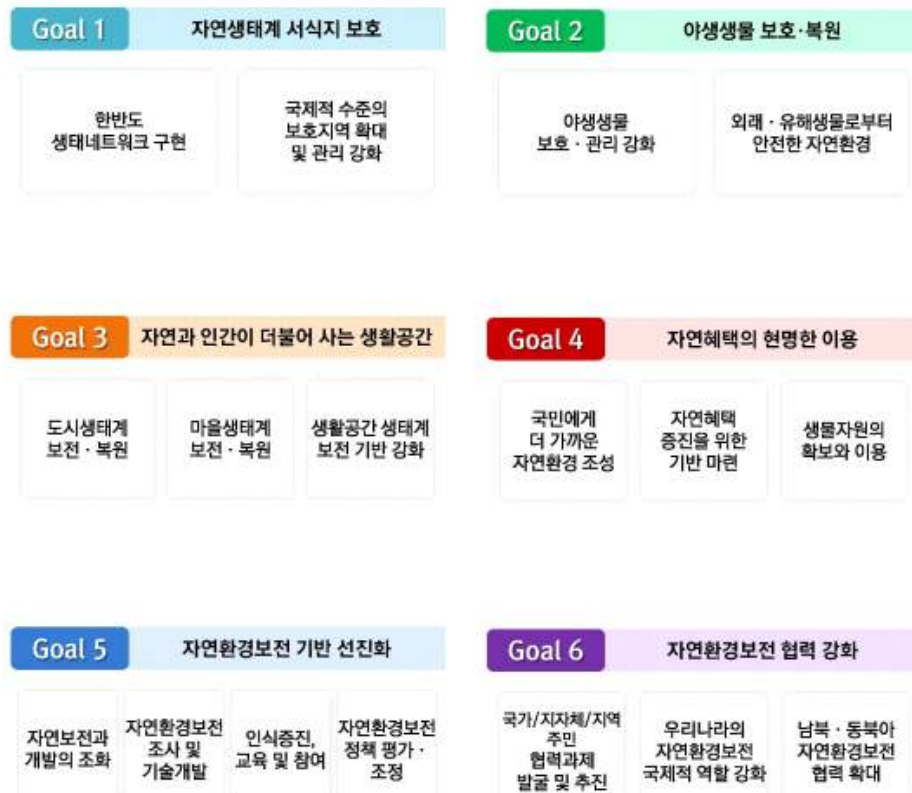 Goal 1
자연생태계 서식지 보호
한반도
생태네트워크 구현
국제적 수준의
보호지역 확대
및 관리 강화
Goal 2
야생생물 보호·복원
야생생물
보호 · 관리 강화
외래 · 유해생물로부터
안전한 자연환경
Goal 3
자연과 인간이 더불어 사는 생활공간
도시생태계
보전 · 복원
마을생태계
보전 · 복원
생활공간 생태계
보전 기반 강화
Goal 4
자연혜택의 현명한 이용
국민에게
더 가까운
자연환경 조성
자연혜택
증진을 위한
기반 마련
생물자원의
확보와 이용
Goal 5
자연환경보전 기반 선진화
자연보전과
개발의 조화
자연환경보전
조사 및
기술개발
인식증진,
교육 및 참여
자연환경보전
정책 평가 ·
조정
Goal 6
자연환경보전 협력 강화
국가/지자체/지역
주민
협력과제
발굴 및 추진
우리나라의
자연환경보전
국제적 역할 강화
남북 · 동북아
자연환경보전
협력 확대